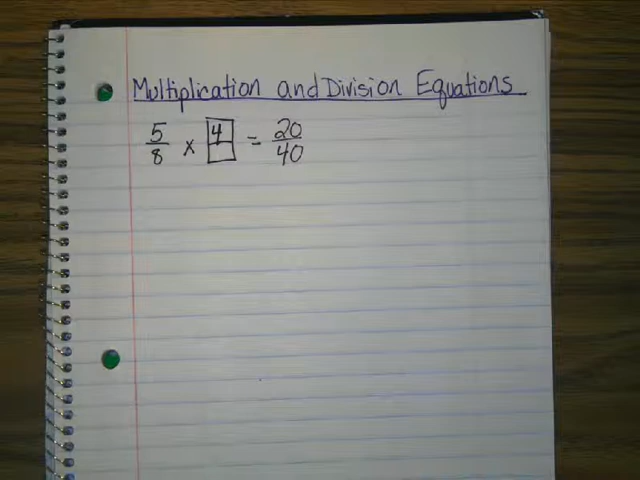 Multiplication and Division Equations
5/8 × 4/ = 20/40